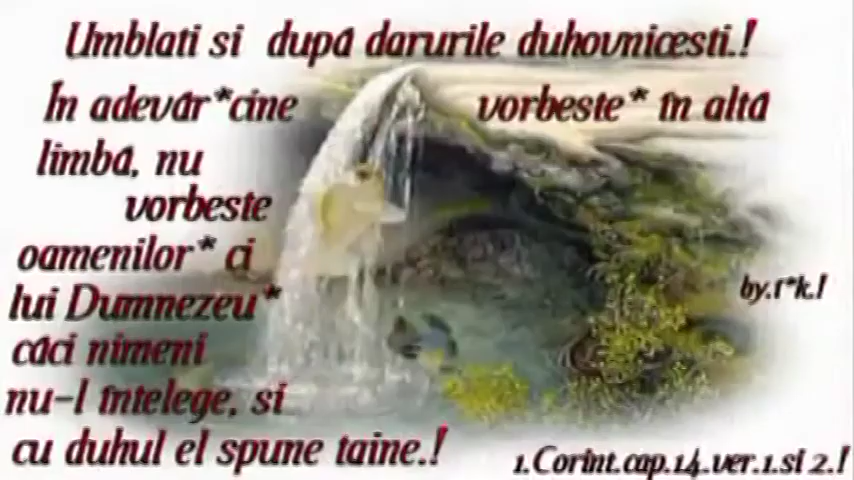 Umblati si după darurile duhovnicesti.!
În adevăr*cine vorbeste* în altă
limbă, nu
vorbeste
oamenilor* ci
lui Dumnezeu*
căci nimeni
nu-l întelege, si
cu duhul el spune taine.!
by.i*k.!
1.Corint.cap.14.ver.1.si 2.!